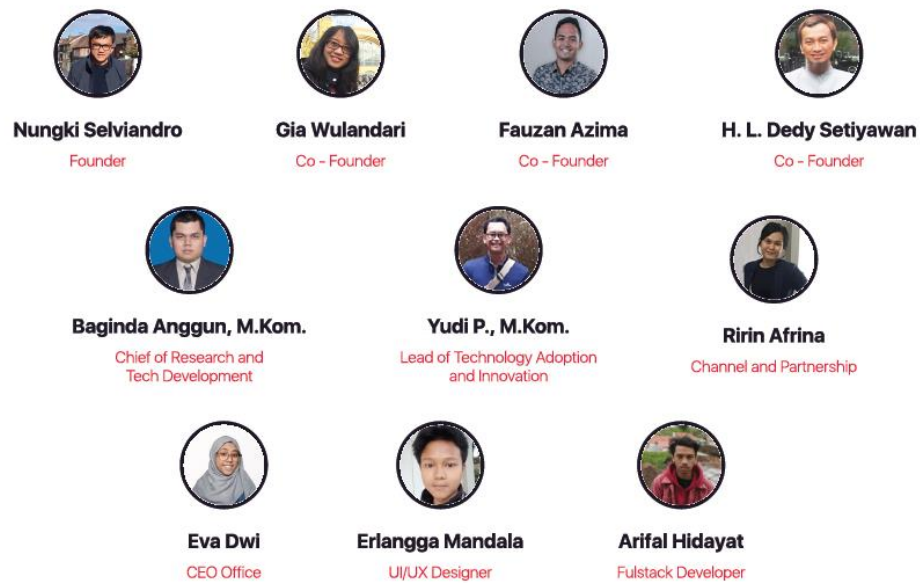 Nungki Selviandro
Founder
Gia Wulandari
Co - Founder
Fauzan Azima
Co - Founder
H. L. Dedy Setiyawan
Co - Founder
Baginda Anggun, M.Kom.
Chief of Research and
Tech Development
Yudi P., M.Kom.
Lead of Technology Adoption
and Innovation
Ririn Afrina
Channel and Partnership
Eva Dwi
CEO Office
Erlangga Mandala
UI/UX Designer
Arifal Hidayat
Fulstack Developer